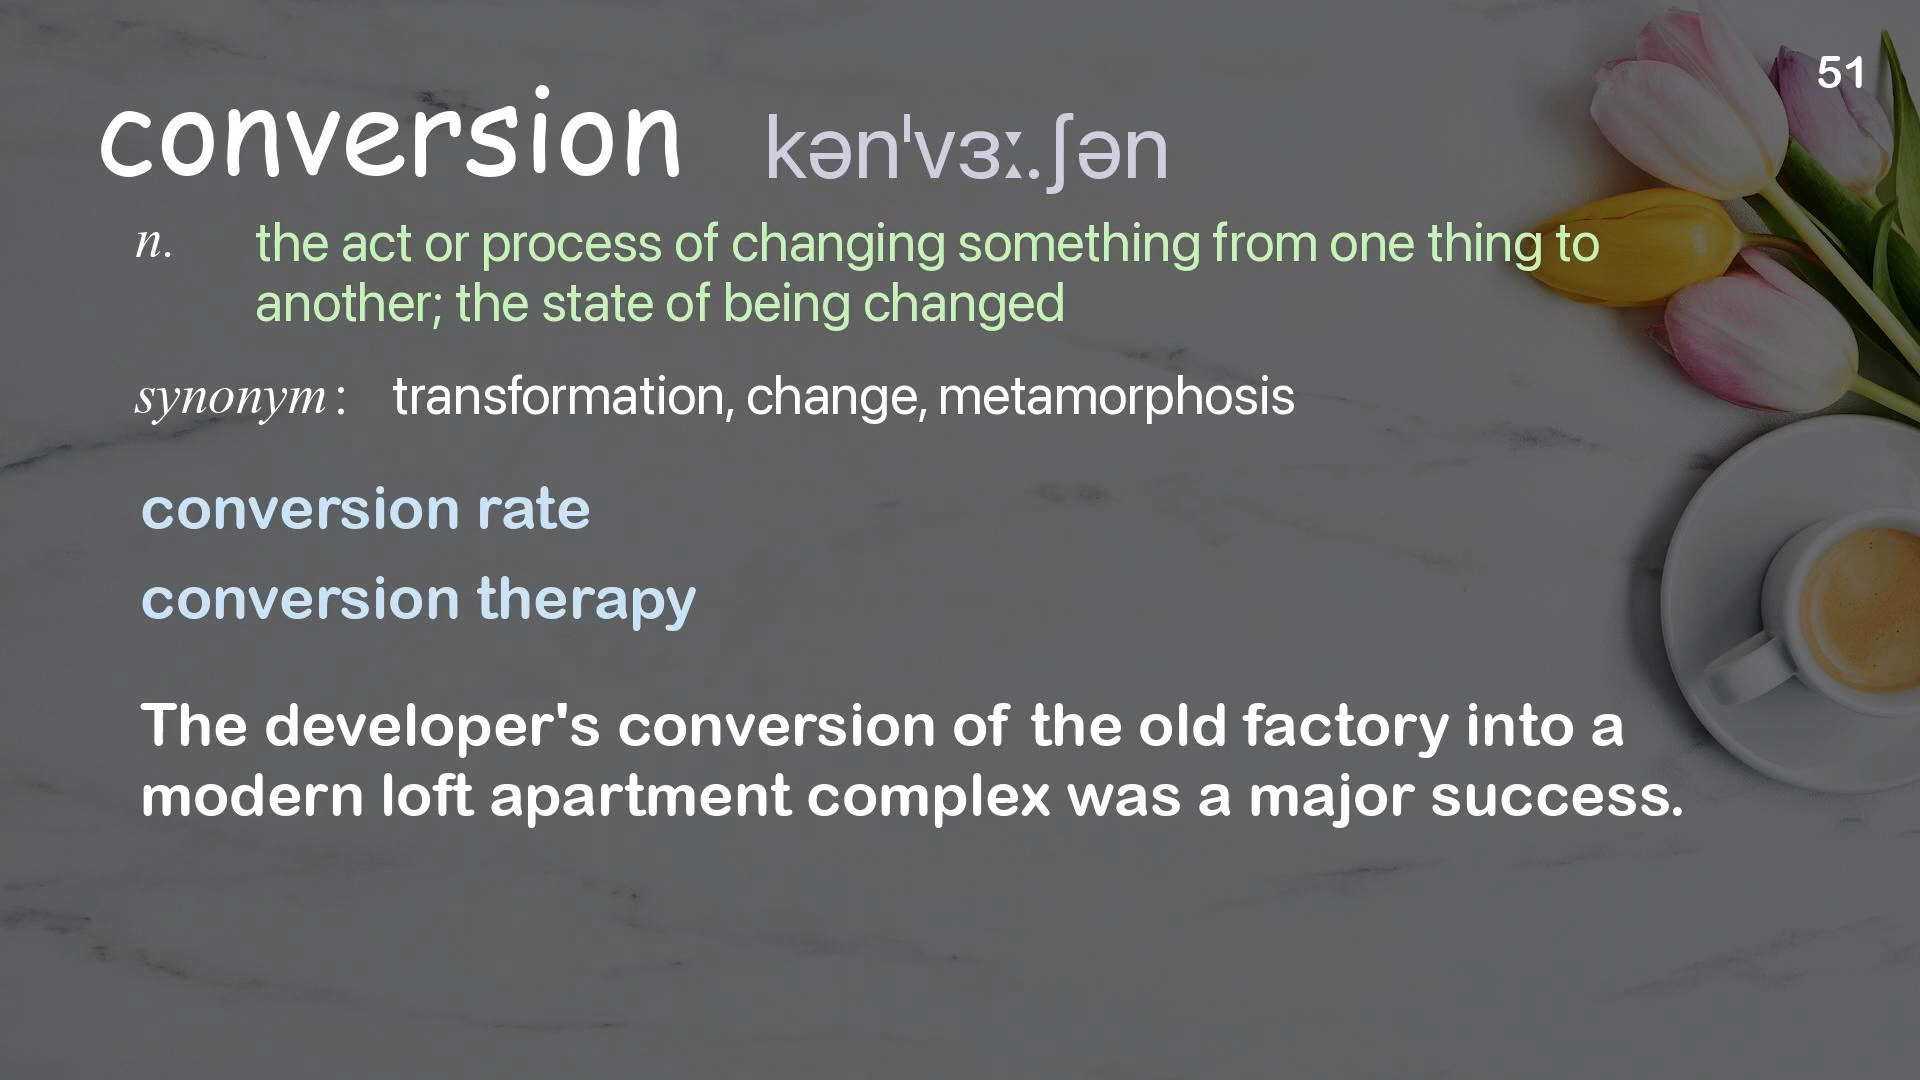 51
conversion kənˈvɜː.ʃən
n. the act or process of changing something from one thing to
another; the state of being changed
synonym: transformation, change, metamorphosis
conversion rate
conversion therapy
The developer's conversion of the old factory into a
modern loft apartment complex was a major success.